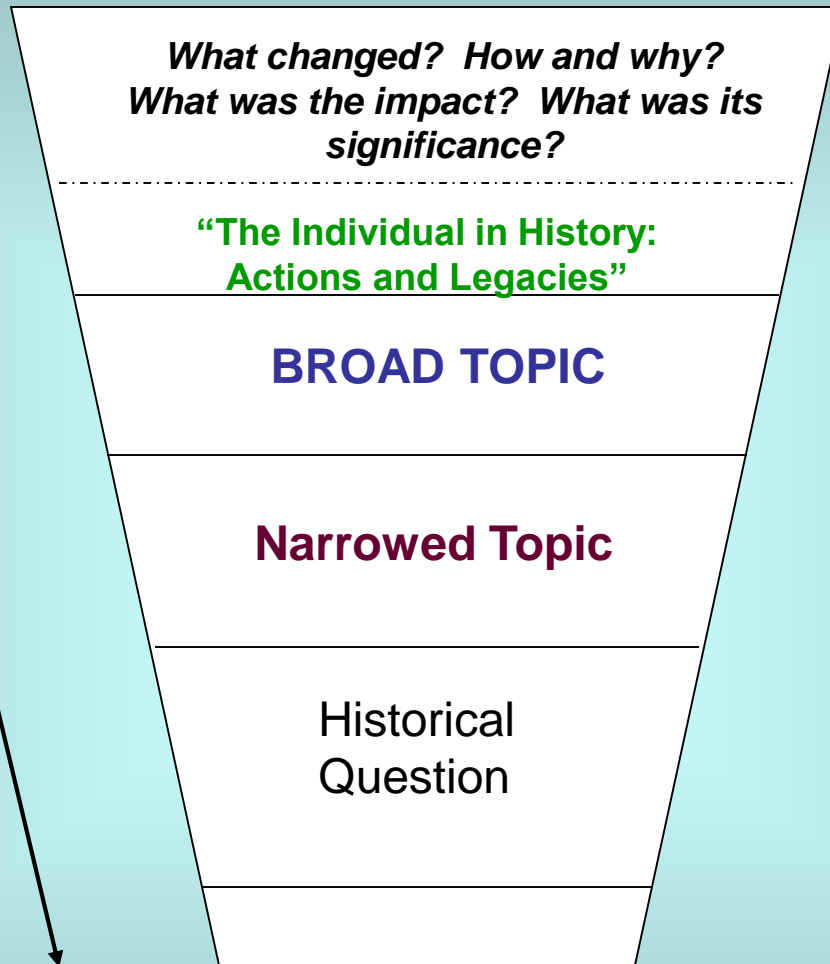 What changed? How and why?
What was the impact? What was its
significance?
“The Individual in History:
Actions and Legacies”
BROAD TOPIC
Narrowed Topic
Historical
Question